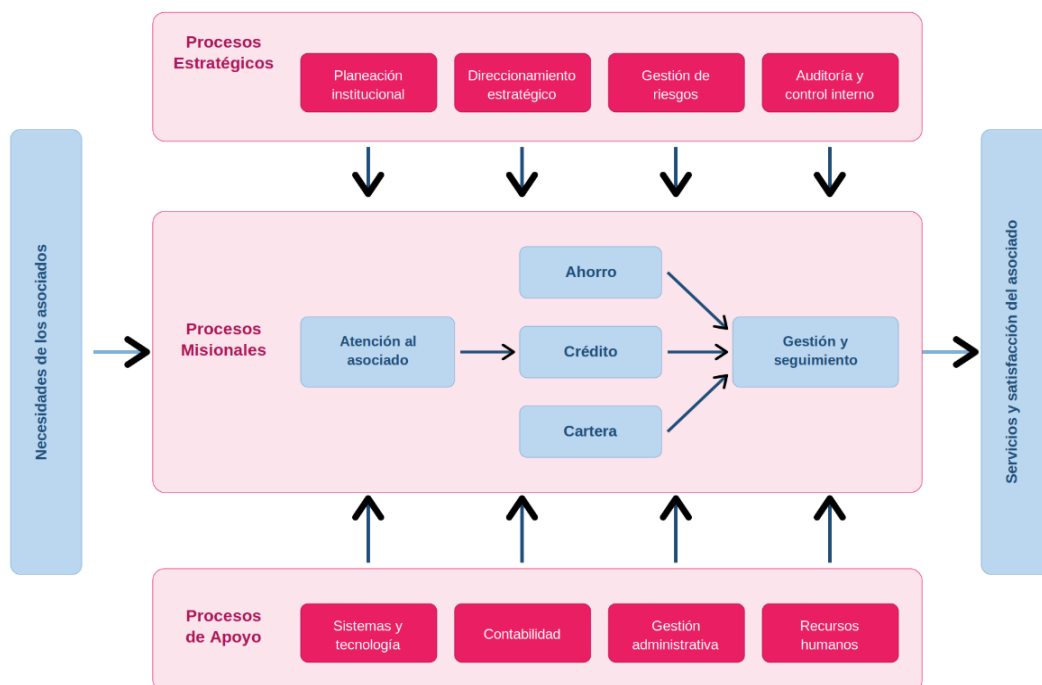 Procesos
Estratégicos
Planeación
institucional
Direccionamiento
estratégico
Gestión de
riesgos
Auditoría y
control interno
Necesidades de los asociados
Procesos
Misionales
Atención al
asociado
Ahorro
Crédito
Cartera
Gestión y
seguimiento
Servicios y satisfacción del asociado
Procesos
de Apoyo
Sistemas y
tecnología
Contabilidad
Gestión
administrativa
Recursos
humanos